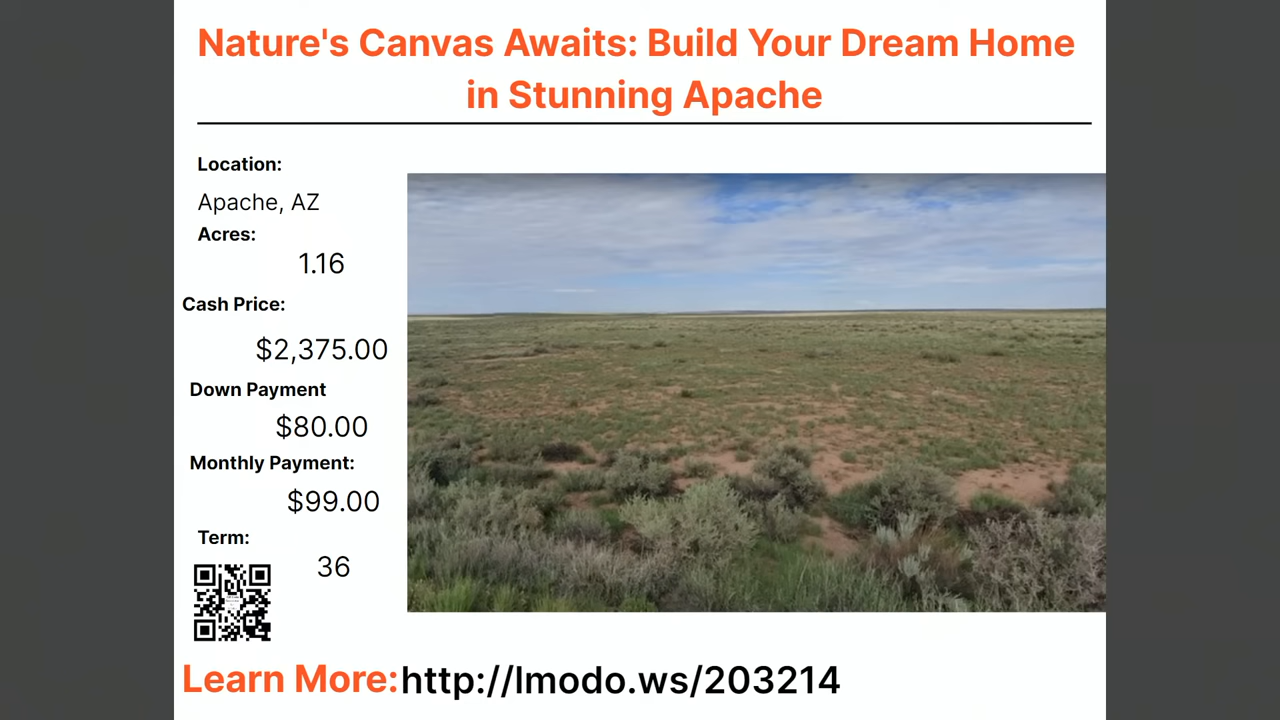 Nature's Canvas Awaits: Build Your Dream Home
in Stunning Apache
Location:
Apache, AZ
Acres:
1.16
Cash Price:
$2,375.00
Down Payment
$80.00
Monthly Payment:
$99.00
Term:
36
Learn More:http://lmodo.ws/203214